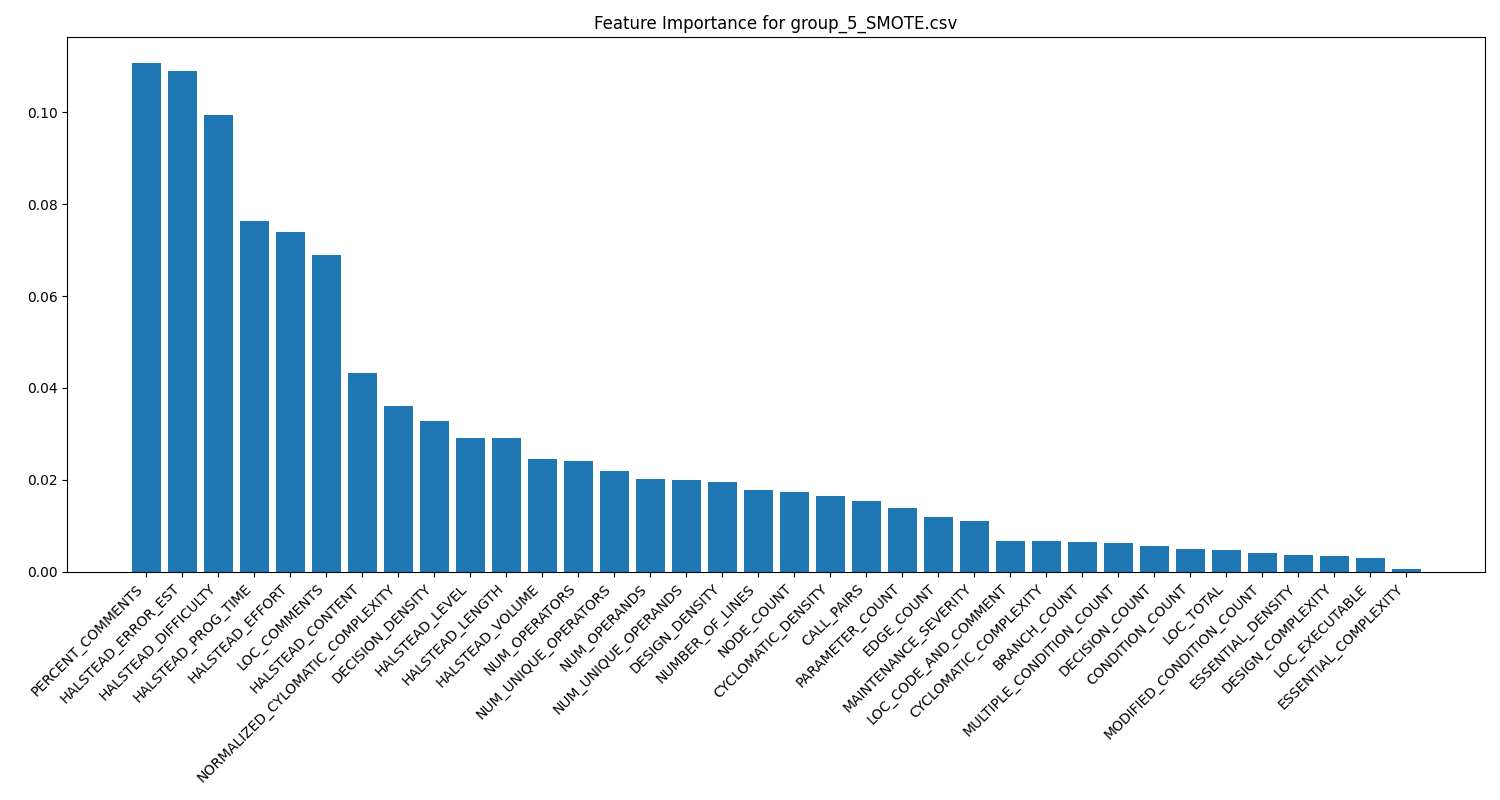 Feature Importance for group_5_SMOTE.csv
0.10
0.08
0.06
0.04
0.02
0.00
PERCENT_COMMENTS
HALSTEAD_ERROR_EST
HALSTEAD_DIFFICULTY
HALSTEAD_PROG_TIME
HALSTEAD_EFFORT
LOC_COMMENTS
HALSTEAD_CONTENT
NORMALIZED_CYLOMATIC_COMPLEXITY
DECISION_DENSITY
HALSTEAD_LEVEL
HALSTEAD_LENGTH
HALSTEAD_VOLUME
NUM_OPERATORS
NUM_UNIQUE_OPERATORS
NUM_OPERANDS
NUM_UNIQUE_OPERANDS
DESIGN_DENSITY
NUMBER_OF_LINES
NODE_COUNT
CYCLOMATIC_DENSITY
CALL_PAIRS
PARAMETER_COUNT
EDGE_COUNT
MAINTENANCE_SEVERITY
LOC_CODE_AND_COMMENT
CYCLOMATIC_COMPLEXITY
BRANCH_COUNT
MULTIPLE_CONDITION_COUNT
DECISION_COUNT
CONDITION_COUNT
LOC_TOTAL
MODIFIED_CONDITION_COUNT
ESSENTIAL_DENSITY
DESIGN_COMPLEXITY
LOC_EXECUTABLE
ESSENTIAL_COMPLEXITY